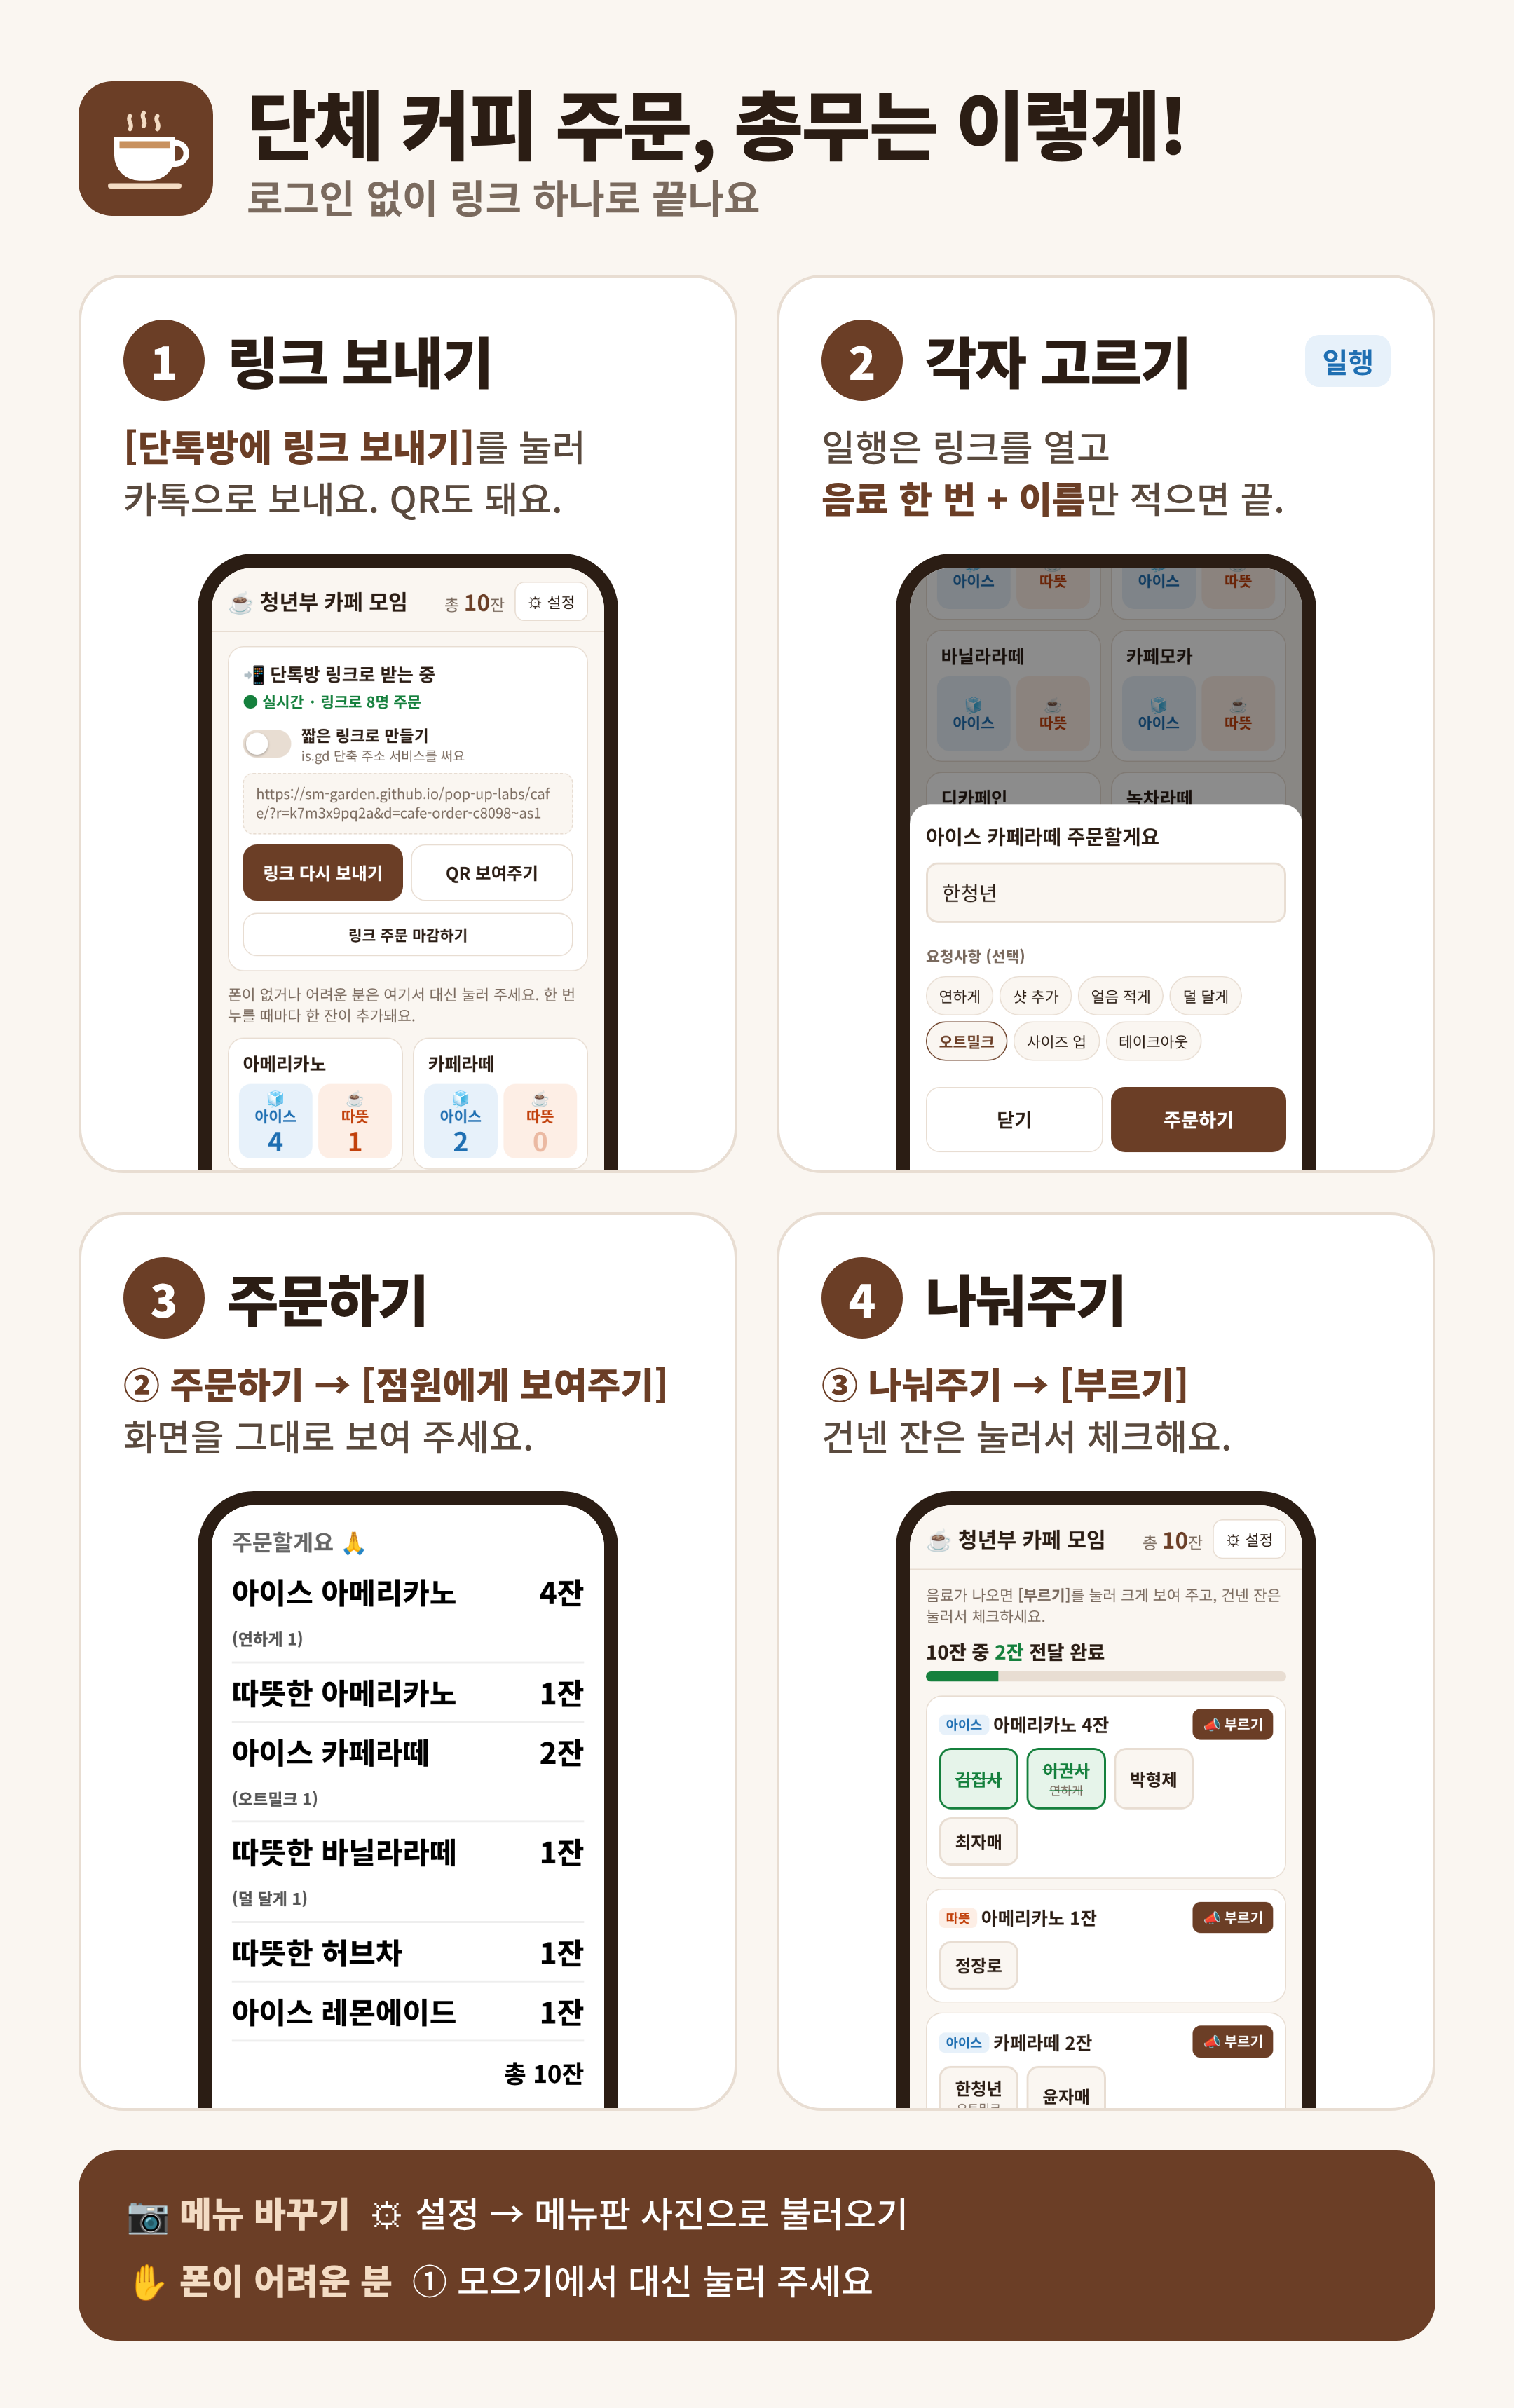 단체 커피 주문, 총무는 이렇게!
로그인 없이 링크 하나로 끝나요
1 링크 보내기
[단톡방에 링크 보내기]를 눌러
카톡으로 보내요. QR도 돼요.
청년부 카페 모임 총 10잔 설정
단톡방 링크로 받는 중
실시간 · 링크로 8명 주문
짧은 링크로 만들기
is.gd 단축 주소 서비스를 써요
https://sm-garden.github.io/pop-up-labs/caf
e/?r=k7m3x9pq2a&d=cafe-order-c8098~as1
링크 다시 보내기 QR 보여주기
링크 주문 마감하기
폰이 없거나 어려운 분은 여기서 대신 눌러 주세요. 한 번
누를 때마다 한 잔이 추가돼요.
아메리카노 카페라떼
아이스 따뜻 아이스 따뜻
4 1 2 0
2 각자 고르기 일행
일행은 링크를 열고
음료 한 번 + 이름만 적으면 끝.
아이스 따뜻 아이스 따뜻
바닐라라떼 카페모카
아이스 따뜻 아이스 따뜻
디카페인 녹차라떼
아이스 카페라떼 주문할게요
한청년
요청사항 (선택)
연하게 샷 추가 얼음 적게 덜 달게
오트밀크 사이즈 업 테이크아웃
닫기 주문하기
3 주문하기
② 주문하기 → [점원에게 보여주기]
화면을 그대로 보여 주세요.
주문할게요 🙏
아이스 아메리카노 4잔
(연하게 1)
따뜻한 아메리카노 1잔
아이스 카페라떼 2잔
(오트밀크 1)
따뜻한 바닐라라떼 1잔
(덜 달게 1)
따뜻한 허브차 1잔
아이스 레몬에이드 1잔
총 10잔
4 나눠주기
③ 나눠주기 → [부르기]
건넨 잔은 눌러서 체크해요.
청년부 카페 모임 총 10잔 설정
음료가 나오면 [부르기]를 눌러 크게 보여 주고, 건넨 잔은
눌러서 체크하세요.
10잔 중 2잔 전달 완료
아이스 아메리카노 4잔 부르기
김집사 이권사 박형제
연하게
최자매
따뜻 아메리카노 1잔 부르기
정장로
아이스 카페라떼 2잔 부르기
한청년 윤자매
오트밀크
메뉴 바꾸기 설정 → 메뉴판 사진으로 불러오기
폰이 어려운 분 ① 모으기에서 대신 눌러 주세요